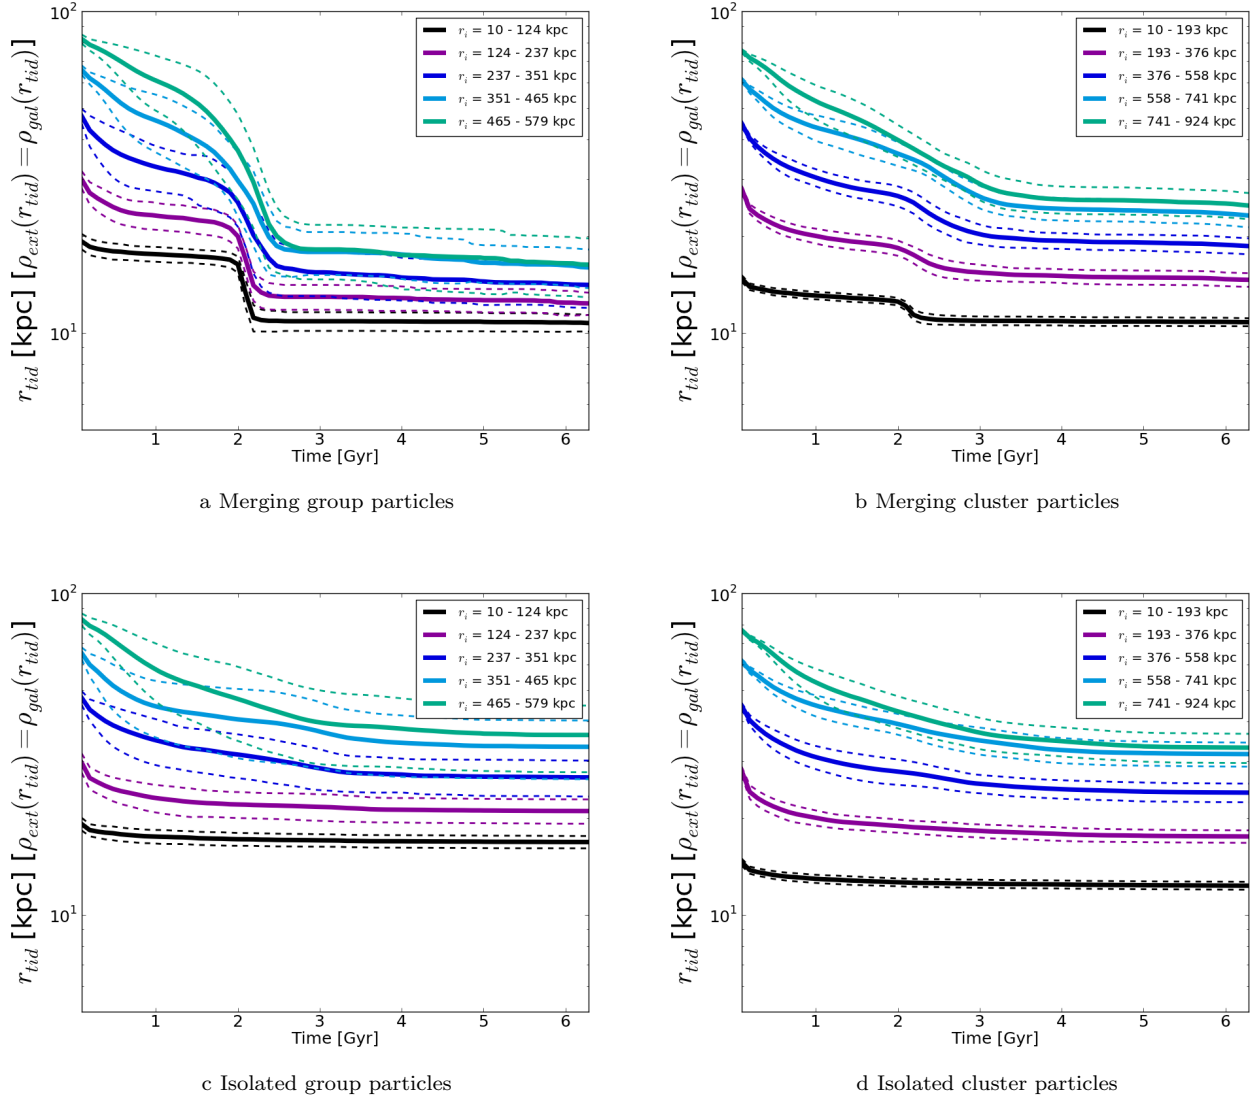 10²
10¹
r_tid [kpc] [ρ_ext(r_tid) = ρ_gal(r_tid)]
r_i = 10 - 124 kpc
r_i = 124 - 237 kpc
r_i = 237 - 351 kpc
r_i = 351 - 465 kpc
r_i = 465 - 579 kpc
1 2 3 4 5 6
Time [Gyr]
a Merging group particles
10²
10¹
r_tid [kpc] [ρ_ext(r_tid) = ρ_gal(r_tid)]
r_i = 10 - 193 kpc
r_i = 193 - 376 kpc
r_i = 376 - 558 kpc
r_i = 558 - 741 kpc
r_i = 741 - 924 kpc
1 2 3 4 5 6
Time [Gyr]
b Merging cluster particles
10²
10¹
r_tid [kpc] [ρ_ext(r_tid) = ρ_gal(r_tid)]
r_i = 10 - 124 kpc
r_i = 124 - 237 kpc
r_i = 237 - 351 kpc
r_i = 351 - 465 kpc
r_i = 465 - 579 kpc
1 2 3 4 5 6
Time [Gyr]
c Isolated group particles
10²
10¹
r_tid [kpc] [ρ_ext(r_tid) = ρ_gal(r_tid)]
r_i = 10 - 193 kpc
r_i = 193 - 376 kpc
r_i = 376 - 558 kpc
r_i = 558 - 741 kpc
r_i = 741 - 924 kpc
1 2 3 4 5 6
Time [Gyr]
d Isolated cluster particles